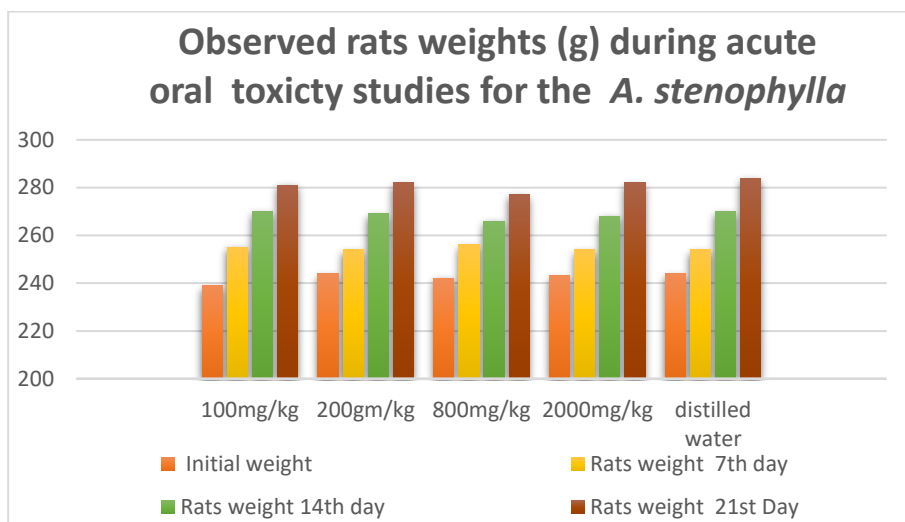 Observed rats weights (g) during acute
oral toxicty studies for the A. stenophylla
300
280
260
240
220
200
100mg/kg 200gm/kg 800mg/kg 2000mg/kg distilled
water
Initial weight Rats weight 7th day
Rats weight 14th day Rats weight 21st Day